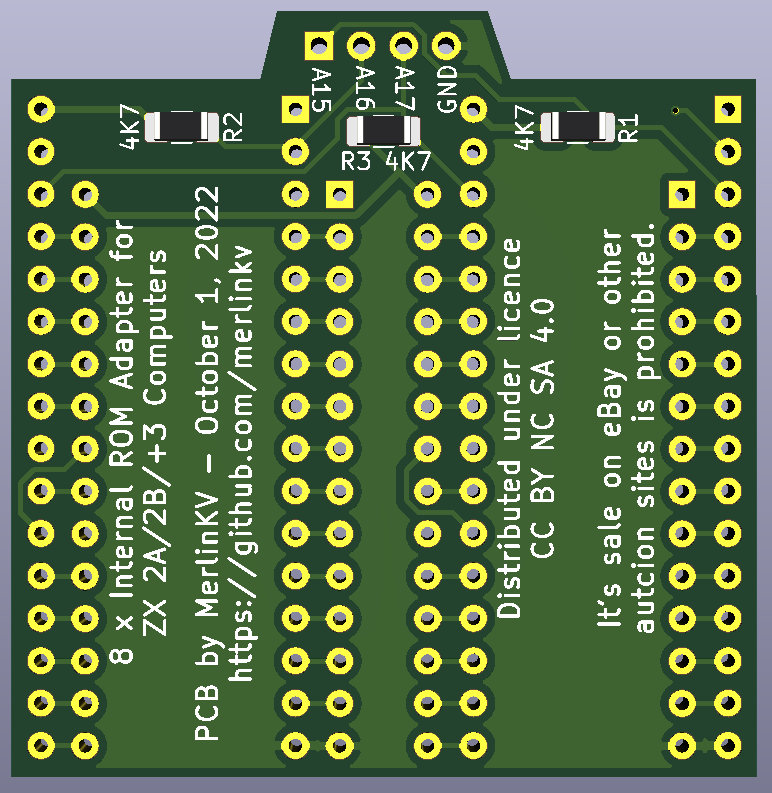 A15
A16
A17
GND
4K7
R2
R3 4K7
4K7
R1
8 x Internal ROM Adapter for
ZX 2A/2B/+3 Computers
PCB by MerlinKV - October 1, 2022
https://github.com/merlinkv
Distributed under licence
CC BY NC SA 4.0
It's sale on eBay or other
autcion sites is prohibited.